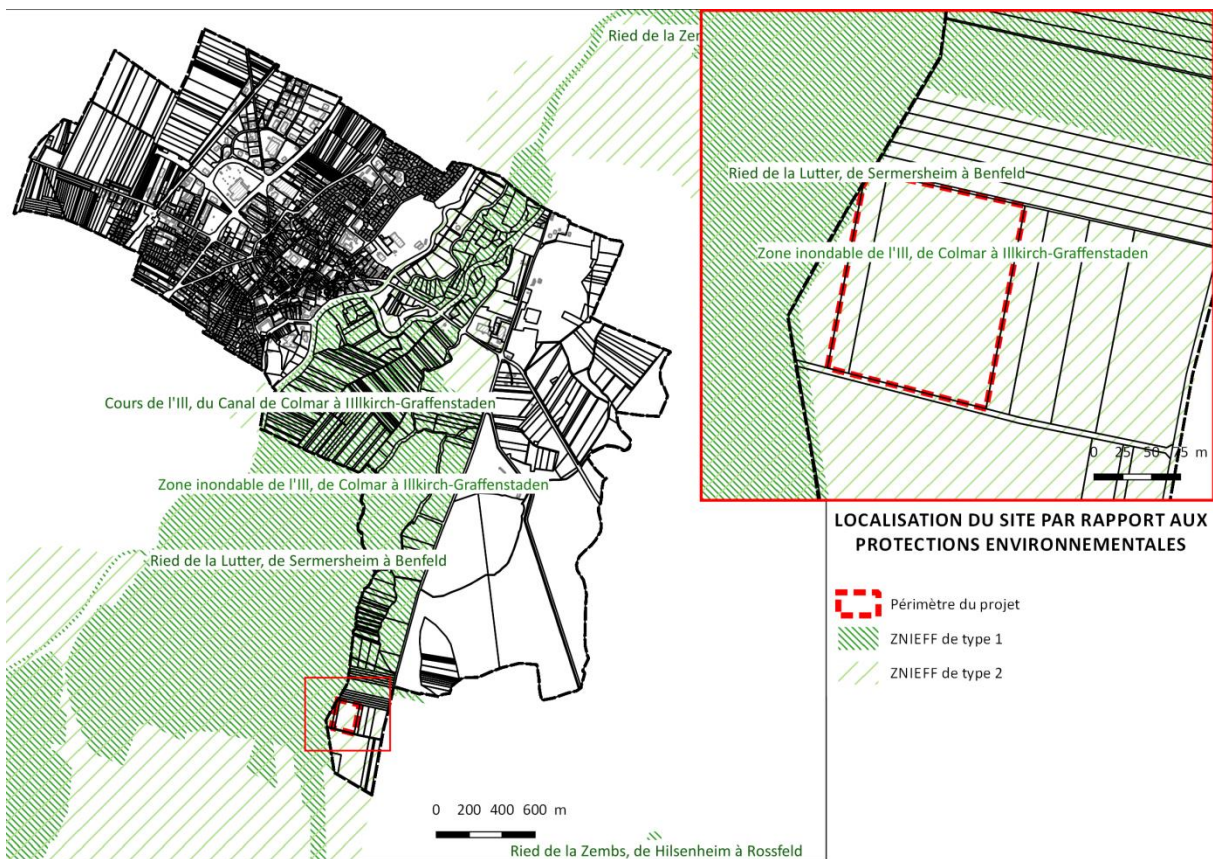 Ried de la Zer
Cours de l'Ill, du Canal de Colmar à IIllkirch-Graffenstaden
Zone inondable de l'Ill, de Colmar à Illkirch-Graffenstaden
Ried de la Lutter, de Sermersheim à Benfeld
0 200 400 600 m
Ried de la Zembs, de Hilsenheim à Rossfeld
Ried de la Lutter, de Sermersheim à Benfeld
Zone inondable de l'Ill, de Colmar à Illkirch-Graffenstaden
0 25 50 75 m
LOCALISATION DU SITE PAR RAPPORT AUX
PROTECTIONS ENVIRONNEMENTALES
Périmètre du projet
ZNIEFF de type 1
ZNIEFF de type 2